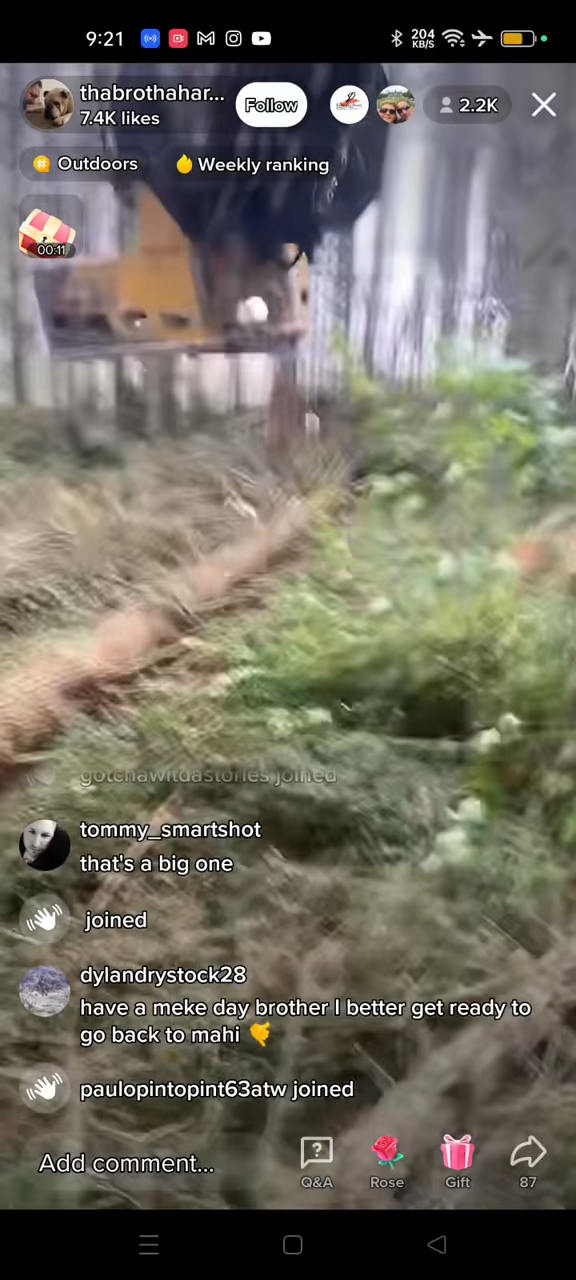 9:21
204
KB/S
thabrothahar...
7.4K likes
Follow
2.2K
Outdoors
Weekly ranking
00:11
gotchawitdastories joined
tommy_smartshot
that's a big one
joined
dylandrystock28
have a meke day brother I better get ready to
go back to mahi 🤙
paulopintopint63atw joined
Add comment...
Q&A
Rose
Gift
87